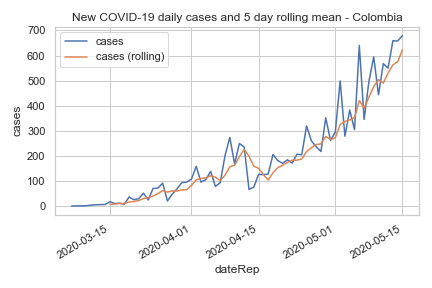 New COVID-19 daily cases and 5 day rolling mean - Colombia
cases
cases (rolling)
700
600
500
400
300
200
100
0
cases
2020-03-15
2020-04-01
2020-04-15
2020-05-01
2020-05-15
dateRep